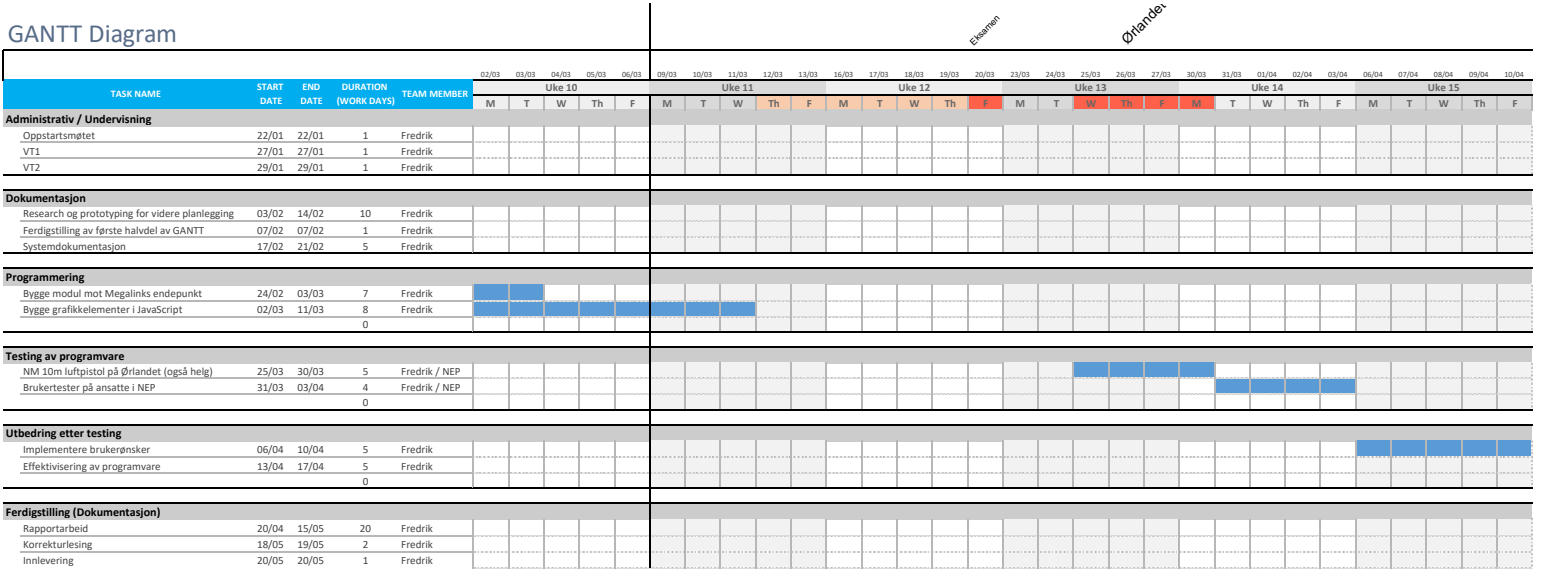 Eksamen
Ørlandet
GANTT Diagram
02/03 03/03 04/03 05/03 06/03 09/03 10/03 11/03 12/03 13/03 16/03 17/03 18/03 19/03 20/03 23/03 24/03 25/03 26/03 27/03 30/03 31/03 01/04 02/04 03/04 06/04 07/04 08/04 09/04 10/04
TASK NAME START DATE END DATE DURATION (WORK DAYS) TEAM MEMBER Uke 10 Uke 11 Uke 12 Uke 13 Uke 14 Uke 15
M T W Th F M T W Th F M T W Th F M T W Th F M T W Th F M T W Th F
Administrativ / Undervisning
Oppstartsmøtet 22/01 22/01 1 Fredrik
VT1 27/01 27/01 1 Fredrik
VT2 29/01 29/01 1 Fredrik
Dokumentasjon
Research og prototyping for videre planlegging 03/02 14/02 10 Fredrik
Ferdigstilling av første halvdel av GANTT 07/02 07/02 1 Fredrik
Systemdokumentasjon 17/02 21/02 5 Fredrik
Programmering
Bygge modul mot Megalinks endepunkt 24/02 03/03 7 Fredrik
Bygge grafikkelementer i JavaScript 02/03 11/03 8 Fredrik
0
Testing av programvare
NM 10m luftpistol på Ørlandet (også helg) 25/03 30/03 5 Fredrik / NEP
Brukertester på ansatte i NEP 31/03 03/04 4 Fredrik / NEP
0
Utbedring etter testing
Implementere brukerønsker 06/04 10/04 5 Fredrik
Effektivisering av programvare 13/04 17/04 5 Fredrik
0
Ferdigstilling (Dokumentasjon)
Rapportarbeid 20/04 15/05 20 Fredrik
Korrekturlesing 18/05 19/05 2 Fredrik
Innlevering 20/05 20/05 1 Fredrik